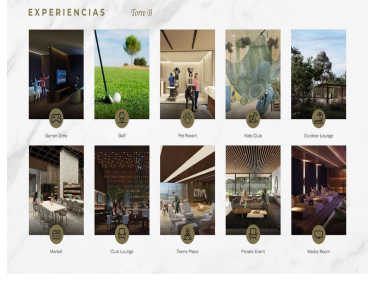 EXPERIENCIAS Torre B
Gamer Zone
Golf
Pet Resort
Kids Club
Outdoor Lounge
Market
Club Lounge
Teens Place
Private Event
Media Room